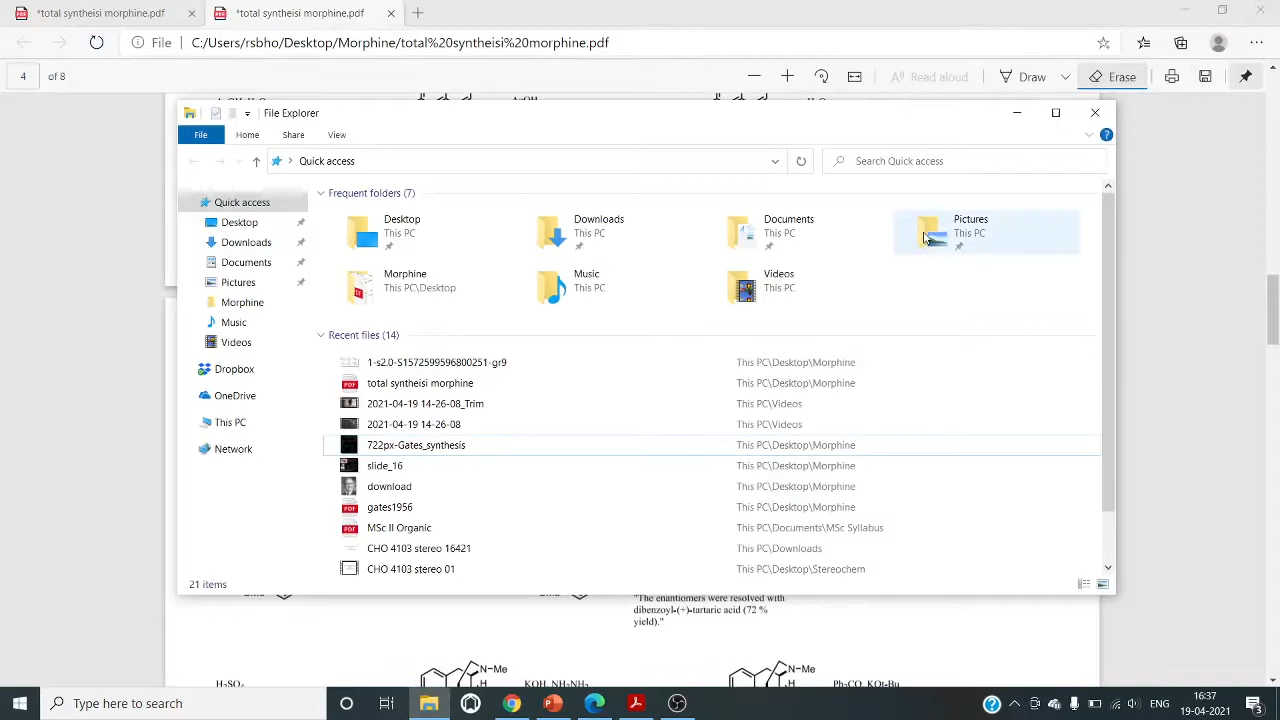 *total syntheisi morphine.pdf
*total syntheisi morphine.pdf
File
C:/Users/rsbho/Desktop/Morphine/total%20syntheisi%20morphine.pdf
4 of 8
Read aloud
Draw
Erase
File Explorer
File Home Share View
Quick access
Search Quick access
Frequent folders (7)
Quick access
Desktop
Downloads
Documents
Pictures
Morphine
Music
Videos
Dropbox
OneDrive
This PC
Network
Desktop
This PC
Downloads
This PC
Documents
This PC
Pictures
This PC
Morphine
This PC\Desktop
Music
This PC
Videos
This PC
Recent files (14)
1-s2.0-S1572599596800251-gr9 This PC\Desktop\Morphine
total syntheisi morphine This PC\Desktop\Morphine
2021-04-19 14-26-08_Trim This PC\Videos
2021-04-19 14-26-08 This PC\Videos
722px-Gates_synthesis This PC\Desktop\Morphine
slide_16 This PC\Desktop\Morphine
download This PC\Desktop\Morphine
gates1956 This PC\Desktop\Morphine
MSc II Organic This PC\Documents\MSc Syllabus
CHO 4103 stereo 16421 This PC\Downloads
CHO 4103 stereo 01 This PC\Desktop\Stereochem
21 items
"The enantiomers were resolved with
dibenzoyl-(+)-tartaric acid (72 %
yield)."
N-Me
H
N-Me
H
H₂SO₄
KOH, NH₂NH₂
Ph₂CO, KOt-Bu
Type here to search
ENG
16:37
19-04-2021
3